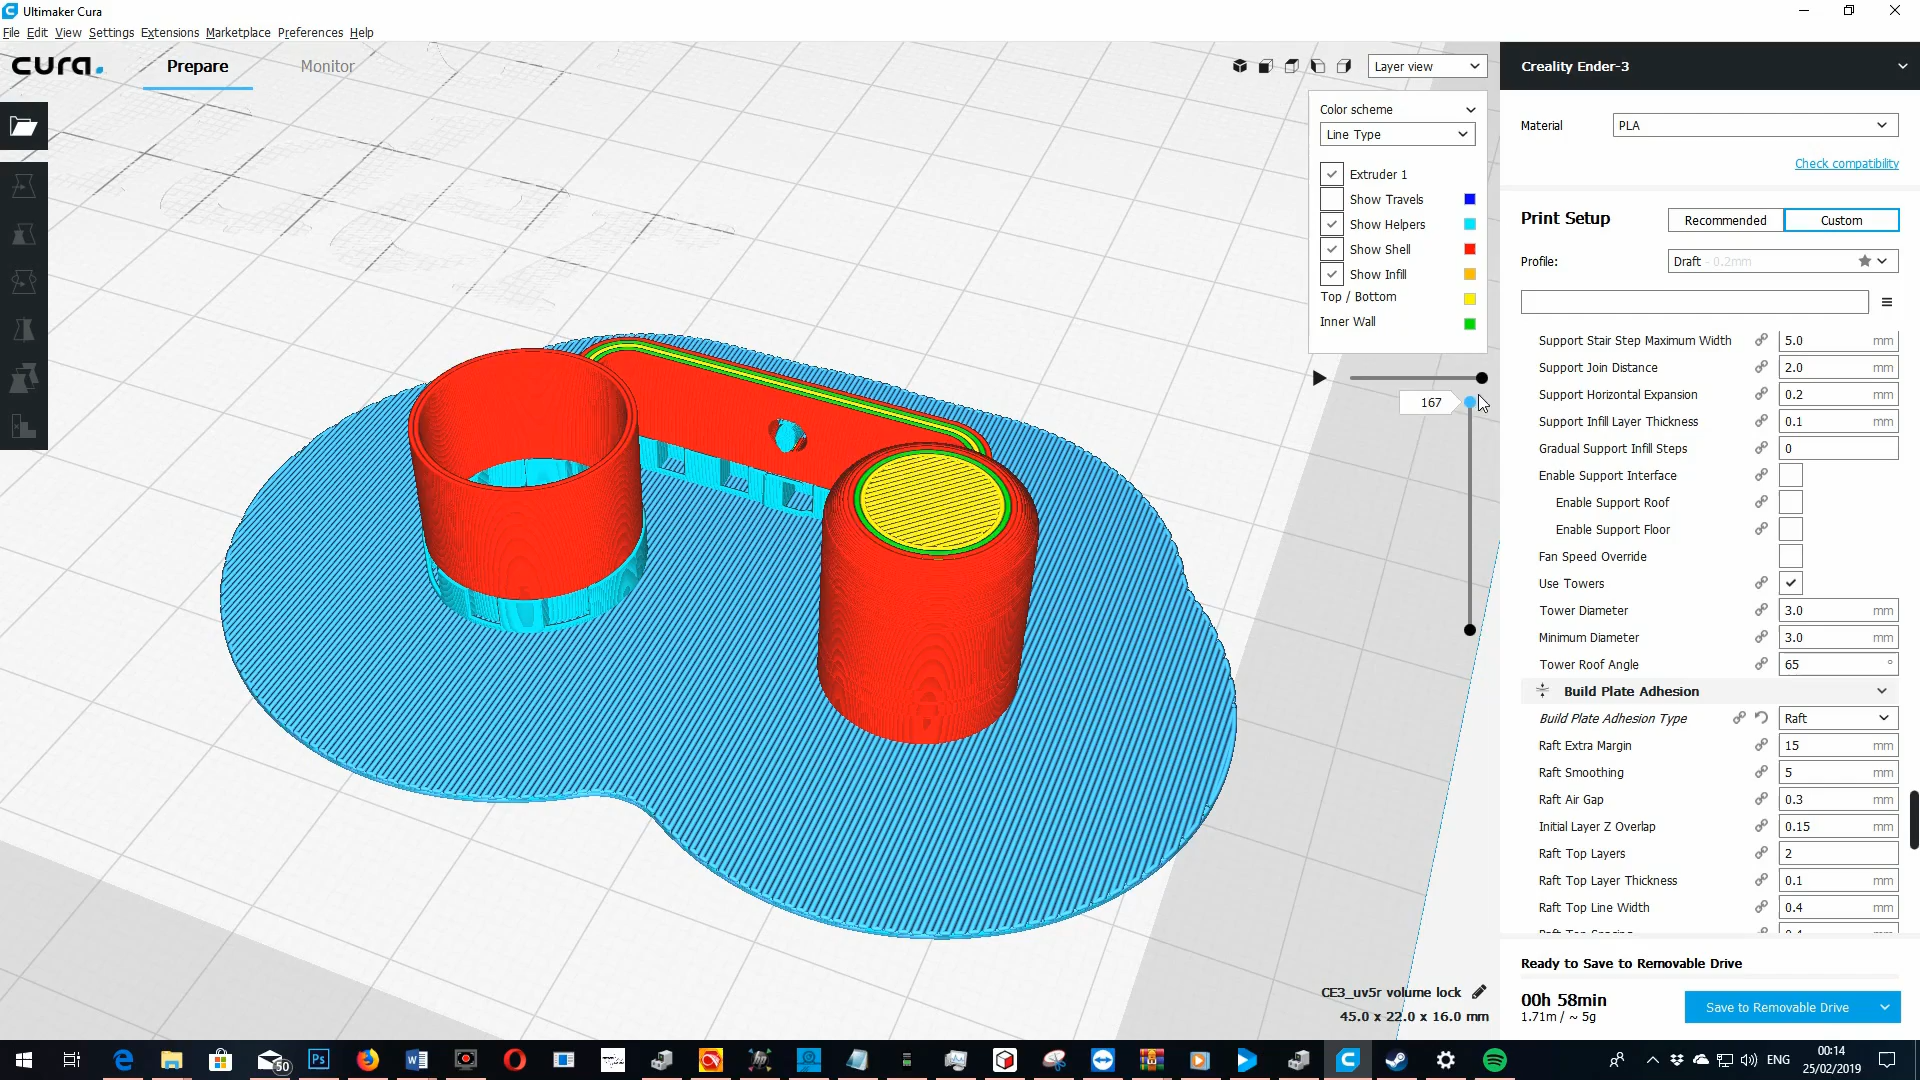 Ultimaker Cura
File Edit View Settings Extensions Marketplace Preferences Help
cura.
Prepare
Monitor
Layer view
Color scheme
Line Type
Extruder 1
Show Travels
Show Helpers
Show Shell
Show Infill
Top / Bottom
Inner Wall
167
CE3_uv5r volume lock
45.0 x 22.0 x 16.0 mm
Creality Ender-3
Material PLA
Check compatibility
Print Setup Recommended Custom
Profile: Draft - 0.2mm
Support Stair Step Maximum Width 5.0 mm
Support Join Distance 2.0 mm
Support Horizontal Expansion 0.2 mm
Support Infill Layer Thickness 0.1 mm
Gradual Support Infill Steps 0
Enable Support Interface
Enable Support Roof
Enable Support Floor
Fan Speed Override
Use Towers
Tower Diameter 3.0 mm
Minimum Diameter 3.0 mm
Tower Roof Angle 65 °
Build Plate Adhesion
Build Plate Adhesion Type Raft
Raft Extra Margin 15 mm
Raft Smoothing 5 mm
Raft Air Gap 0.3 mm
Initial Layer Z Overlap 0.15 mm
Raft Top Layers 2
Raft Top Layer Thickness 0.1 mm
Raft Top Line Width 0.4 mm
Ready to Save to Removable Drive
00h 58min
1.71m / ~ 5g
Save to Removable Drive
50
Ps
ENG
00:14
25/02/2019